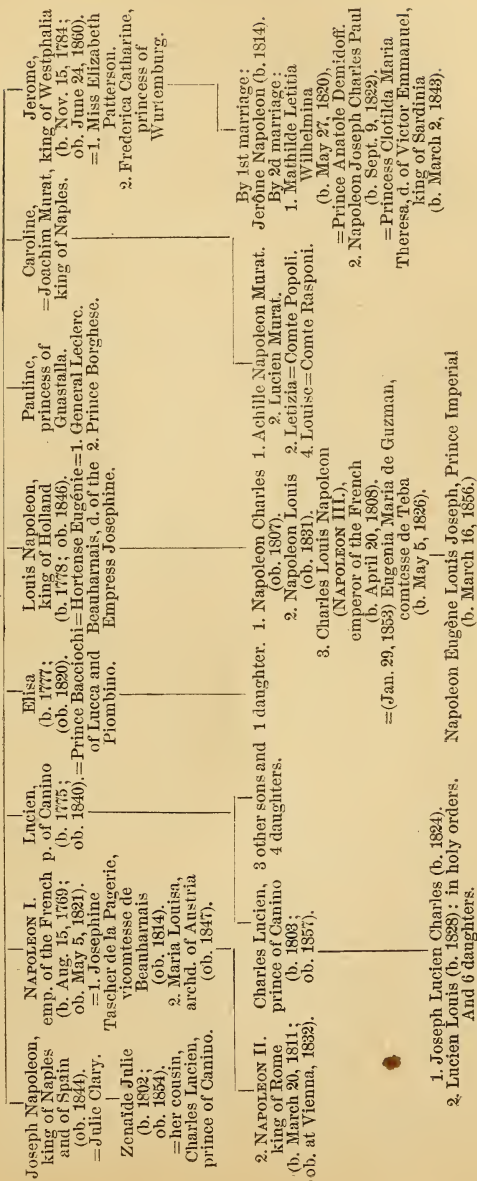 Joseph Napoleon,
king of Naples
and of Spain
(ob. 1844).
=Julie Clary.
Zenaïde Julie
(b. 1802;
ob. 1854).
=her cousin,
Charles Lucien,
prince of Canino.
NAPOLEON I.
emp. of the French
(b. Aug. 15, 1769;
ob. May 5, 1821).
=1. Josephine
Tascher de la Pagerie,
vicomtesse de
Beauharnais
(ob. 1814).
2. Maria Louisa,
archd. of Austria
(ob. 1847).
Lucien,
p. of Canino
(b. 1775;
ob. 1840).
Elisa
(b. 1777;
ob. 1820).
=Prince Bacciochi
of Lucca and
Piombino.
Louis Napoleon,
king of Holland
(b. 1778; ob. 1846).
=Hortense Eugénie
Beauharnais, d. of the
Empress Josephine.
Pauline,
princess of
Guastalla.
=1. General Leclerc.
2. Prince Borghese.
Caroline,
=Joachim Murat,
king of Naples.
Jerome,
king of Westphalia
(b. Nov. 15, 1784;
ob. June 24, 1860).
=1. Miss Elizabeth
Patterson.
2. Frederica Catharine,
princess of
Wurtemburg.
2. NAPOLEON II.
king of Rome
(b. March 20, 1811;
ob. at Vienna, 1832).
Charles Lucien,
prince of Canino
(b. 1803;
ob. 1857).
3 other sons and
4 daughters.
1 daughter.
1. Napoleon Charles
(ob. 1807).
2. Napoleon Louis
(ob. 1831).
3. Charles Louis Napoleon
(NAPOLEON III.),
emperor of the French
(b. April 20, 1808).
=(Jan. 29, 1853) Eugenia Maria de Guzman,
comtesse de Teba
(b. May 5, 1826).
1. Achille Napoleon Murat.
2. Lucien Murat.
2. Letizia=Comte Popoli.
4. Louise=Comte Rasponi.
By 1st marriage:
Jerôme Napoleon (b. 1814).
By 2d marriage:
1. Mathilde Letitia
Wilhelmina
(b. May 27, 1820).
=Prince Anatole Demidoff.
2. Napoleon Joseph Charles Paul
(b. Sept. 9, 1822).
=Princess Clotilda Maria
Theresa, d. of Victor Emmanuel,
king of Sardinia
(b. March 2, 1843).
1. Joseph Lucien Charles (b. 1824).
2. Lucien Louis (b. 1828): in holy orders.
And 6 daughters.
Napoleon Eugène Louis Joseph, Prince Imperial
(b. March 16, 1856.)